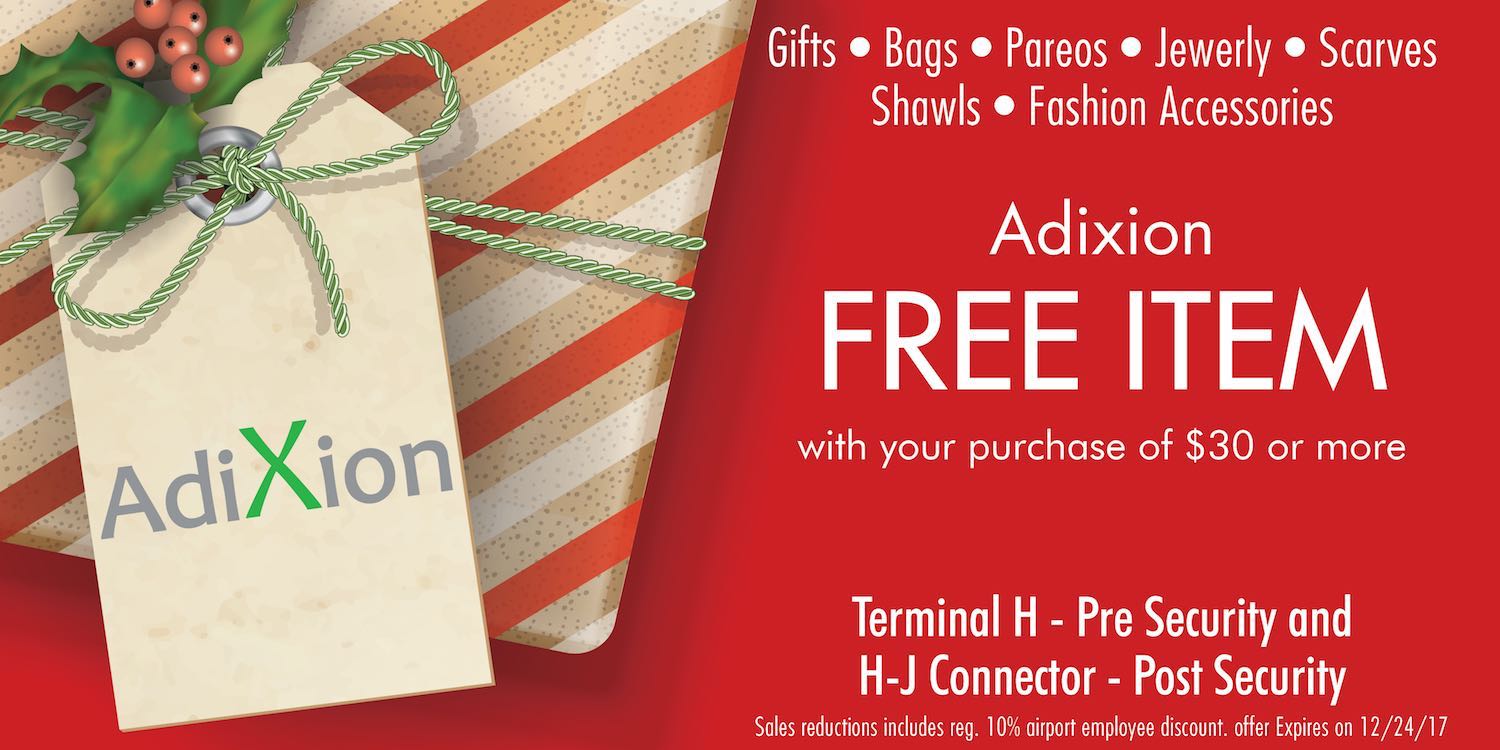 Gifts • Bags • Pareos • Jewerly • Scarves
Shawls • Fashion Accessories
Adixion
FREE ITEM
with your purchase of $30 or more
AdiXion
Terminal H - Pre Security and
H-J Connector - Post Security
Sales reductions includes reg. 10% airport employee discount. offer Expires on 12/24/17